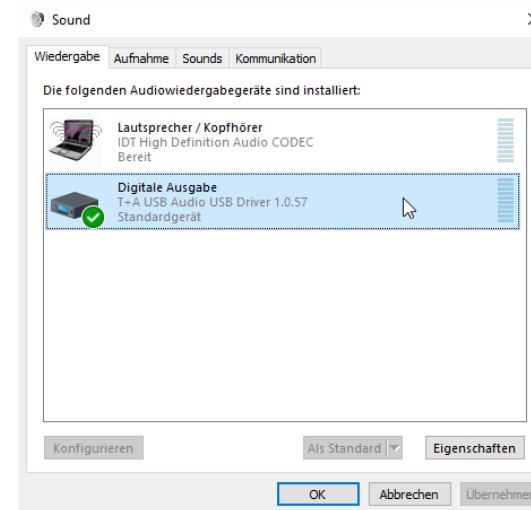 Sound
Wiedergabe Aufnahme Sounds Kommunikation
Die folgenden Audiowiedergabegeräte sind installiert:
Lautsprecher / Kopfhörer
IDT High Definition Audio CODEC
Bereit
Digitale Ausgabe
T+A USB Audio USB Driver 1.0.57
Standardgerät
Konfigurieren Als Standard Eigenschaften
OK Abbrechen Übernehmen